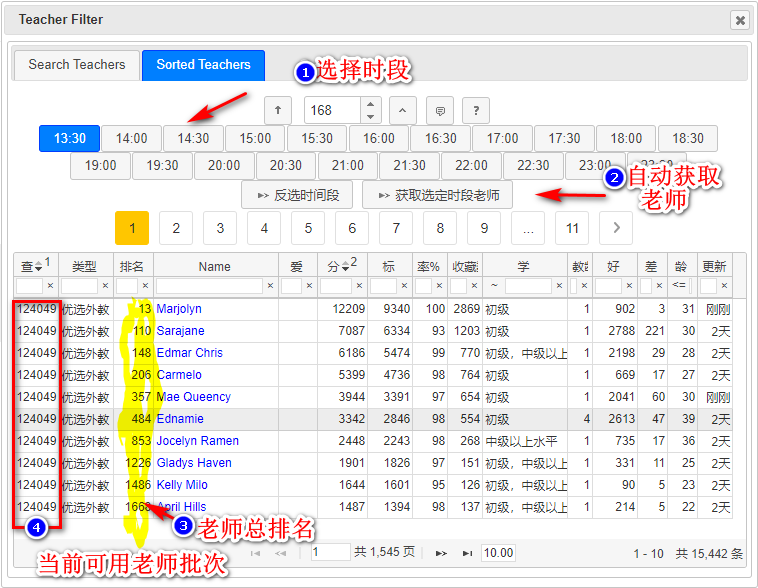 Teacher Filter
Search Teachers Sorted Teachers
1 选择时段
168 ?
13:30 14:00 14:30 15:00 15:30 16:00 16:30 17:00 17:30 18:00 18:30
19:00 19:30 20:00 20:30 21:00 21:30 22:00 22:30 23:00
2 自动获取
老师
反选时间段 获取选定时段老师
1 2 3 4 5 6 7 8 9 ... 11
查 1 类型 排名 Name 爱 分 2 标 率% 收藏 学 教龄 好 差 龄 更新
× × × × × × × × × ~ × × × × <= ×
124049 优选外教 13 Marjolyn 12209 9340 100 2869 初级 1 902 3 31 刚刚
124049 优选外教 110 Sarajane 7087 6334 93 1203 初级 1 2788 221 30 2天
124049 优选外教 148 Edmar Chris 6186 5474 99 770 初级，中级以上 1 2198 29 28 2天
124049 优选外教 206 Carmelo 5399 4736 98 764 初级 1 669 17 27 2天
124049 优选外教 357 Mae Queency 3944 3391 97 654 初级 1 2041 60 30 刚刚
124049 优选外教 484 Ednamie 3342 2846 98 554 初级 4 2613 47 39 2天
124049 优选外教 853 Jocelyn Ramen 2448 2243 98 268 中级以上水平 1 735 17 36 2天
124049 优选外教 1226 Gladys Haven 1901 1826 97 151 初级，中级以上 1 331 11 25 2天
124049 优选外教 1486 Kelly Milo 1644 1601 95 126 初级，中级以上 1 90 5 23 2天
124049 优选外教 1668 April Hills 1487 1394 98 137 初级，中级以上 1 214 5 22 2天
3 老师总排名
4
当前可用老师批次
1 共 1,545 页 10.00 1 - 10 共 15,442 条